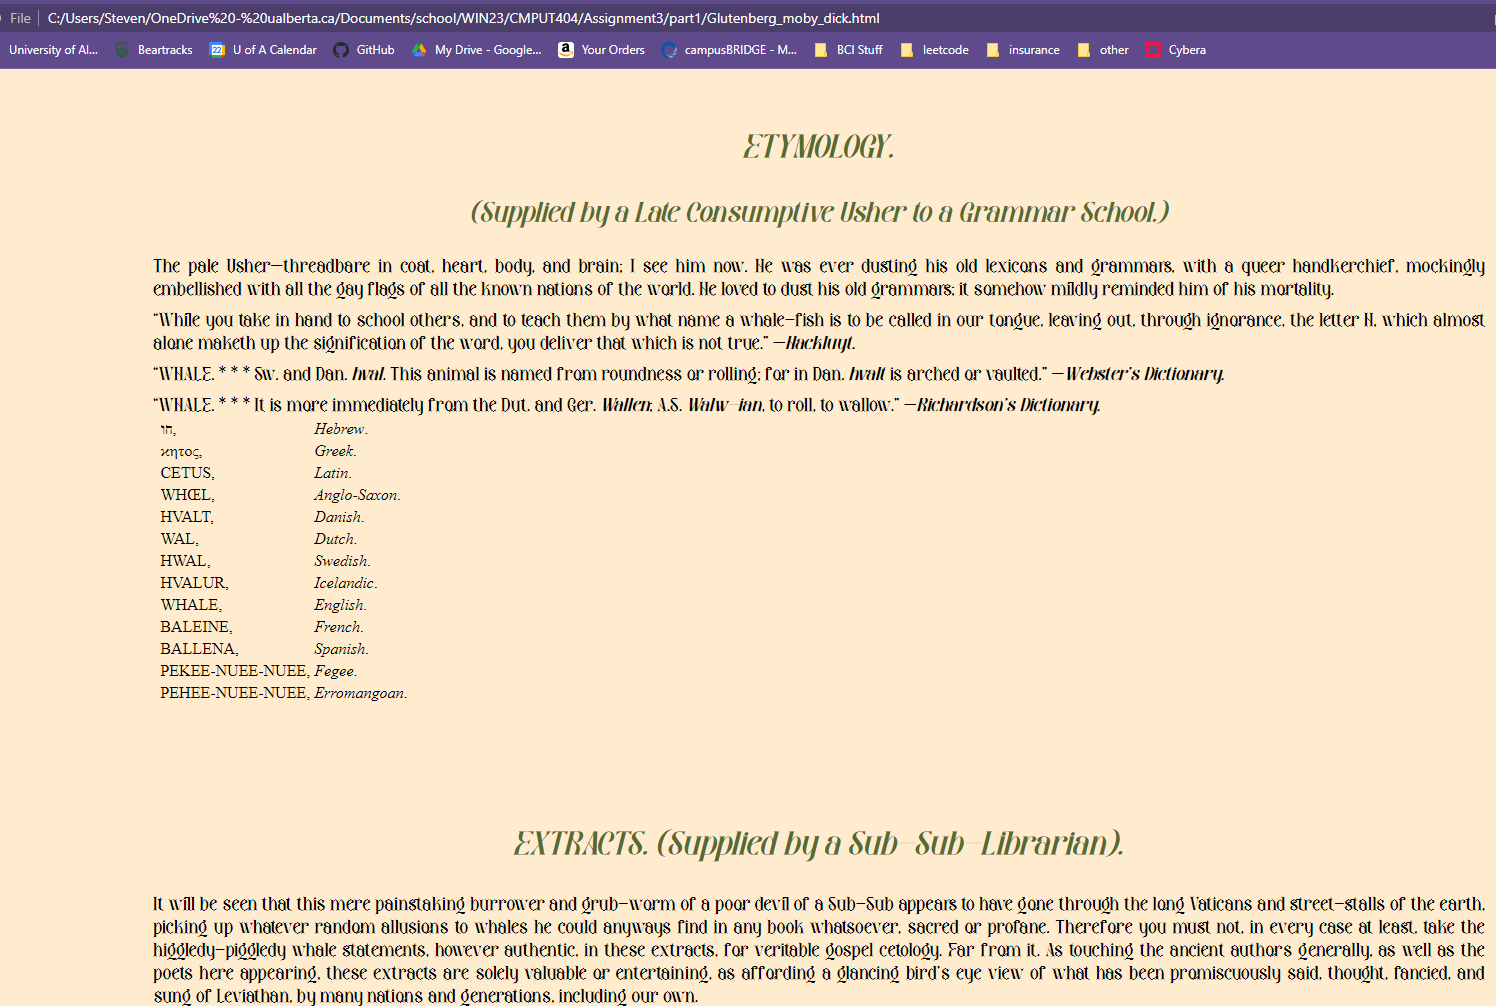 File C:/Users/Steven/OneDrive%20-%20ualberta.ca/Documents/school/WIN23/CMPUT404/Assignment3/part1/Glutenberg_moby_dick.html
University of Al... Beartracks 22 U of A Calendar GitHub My Drive - Google... a Your Orders campusBRIDGE - M... BCI Stuff leetcode insurance other Cybera
ETYMOLOGY.
(Supplied by a Late Consumptive Usher to a Grammar School.)
The pale Usher—threadbare in coat, heart, body, and brain; I see him now. He was ever dusting his old lexicons and grammars, with a queer handkerchief, mockingly
embellished with all the gay flags of all the known nations of the world. He loved to dust his old grammars; it somehow mildly reminded him of his mortality.
“While you take in hand to school others, and to teach them by what name a whale-fish is to be called in our tongue, leaving out, through ignorance, the letter H, which almost
alone maketh up the signification of the word, you deliver that which is not true.” —Hackluyt.
“WHALE. * * * Sw. and Dan. hval. This animal is named from roundness or rolling; for in Dan. hvalt is arched or vaulted.” —Webster’s Dictionary.
“WHALE. * * * It is more immediately from the Dut. and Ger. Wallen; A.S. Walw-ian, to roll, to wallow.” —Richardson’s Dictionary.
חו, Hebrew.
ϰητος, Greek.
CETUS, Latin.
WHŒL, Anglo-Saxon.
HVALT, Danish.
WAL, Dutch.
HWAL, Swedish.
HVALUR, Icelandic.
WHALE, English.
BALEINE, French.
BALLENA, Spanish.
PEKEE-NUEE-NUEE, Fegee.
PEHEE-NUEE-NUEE, Erromangoan.
EXTRACTS. (Supplied by a Sub-Sub-Librarian).
It will be seen that this mere painstaking burrower and grub-worm of a poor devil of a Sub-Sub appears to have gone through the long Vaticans and street-stalls of the earth,
picking up whatever random allusions to whales he could anyways find in any book whatsoever, sacred or profane. Therefore you must not, in every case at least, take the
higgledy-piggledy whale statements, however authentic, in these extracts, for veritable gospel cetology. Far from it. As touching the ancient authors generally, as well as the
poets here appearing, these extracts are solely valuable or entertaining, as affording a glancing bird’s eye view of what has been promiscuously said, thought, fancied, and
sung of Leviathan, by many nations and generations, including our own.